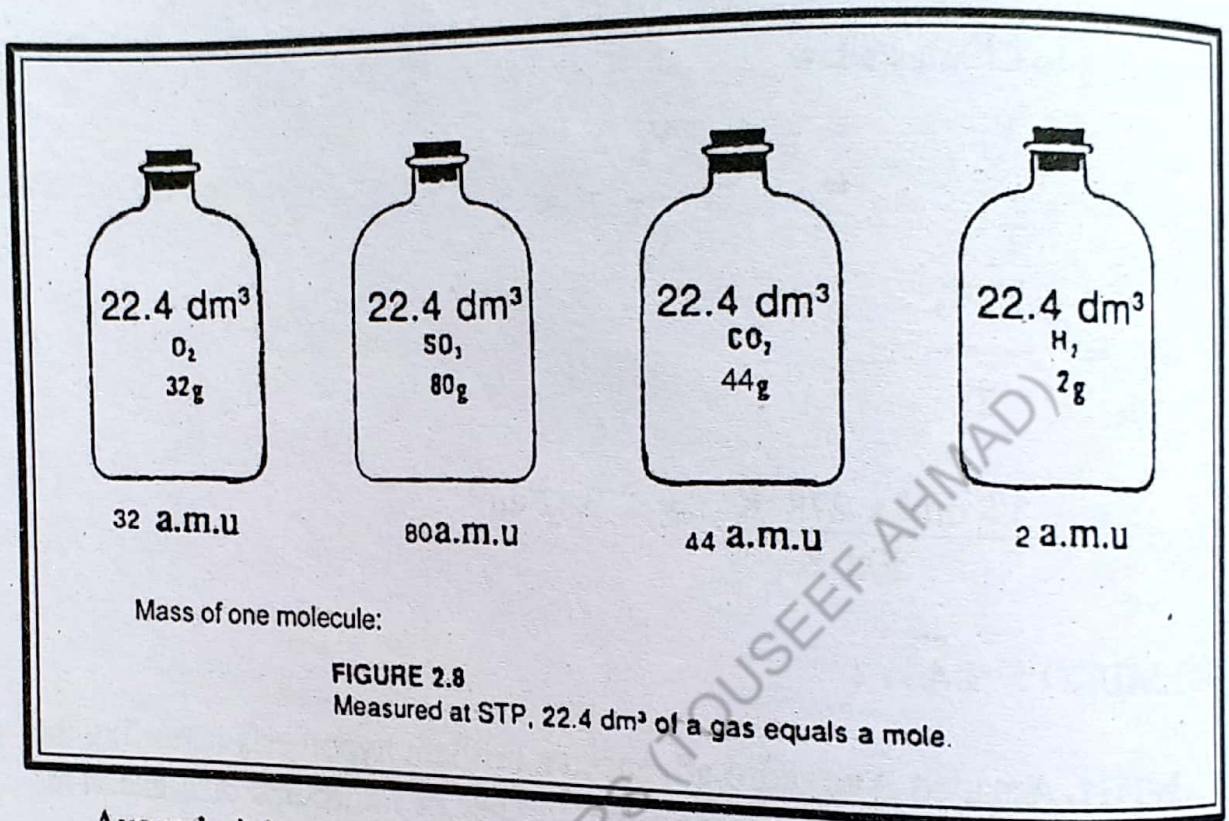 22.4 dm³
O₂
32g
22.4 dm³
SO₃
80g
22.4 dm³
CO₂
44g
22.4 dm³
H₂
2g
32 a.m.u
80a.m.u
44 a.m.u
2 a.m.u
Mass of one molecule:
FIGURE 2.8
Measured at STP, 22.4 dm³ of a gas equals a mole.
(TOUSEEF AHMAD)